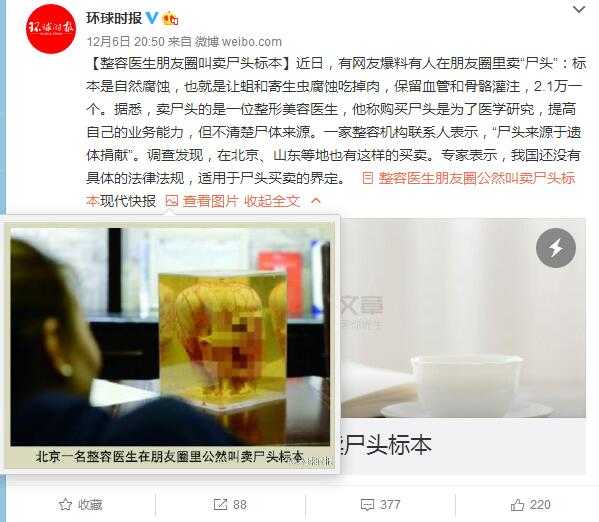 环球时报
环球时报
12月6日 20:50 来自 微博 weibo.com
【整容医生朋友圈叫卖尸头标本】近日，有网友爆料有人在朋友圈里卖“尸头”：标
本是自然腐蚀，也就是让蛆和寄生虫腐蚀吃掉肉，保留血管和骨骼灌注，2.1万一
个。据悉，卖尸头的是一位整形美容医生，他称购买尸头是为了医学研究，提高
自己的业务能力，但不清楚尸体来源。一家整容机构联系人表示，“尸头来源于遗
体捐献”。调查发现，在北京、山东等地也有这样的买卖。专家表示，我国还没有
具体的法律法规，适用于尸头买卖的界定。 整容医生朋友圈公然叫卖尸头标
本现代快报 查看图片 收起全文
文章
卖尸头标本
北京一名整容医生在朋友圈里公然叫卖尸头标本
收藏
88
377
220